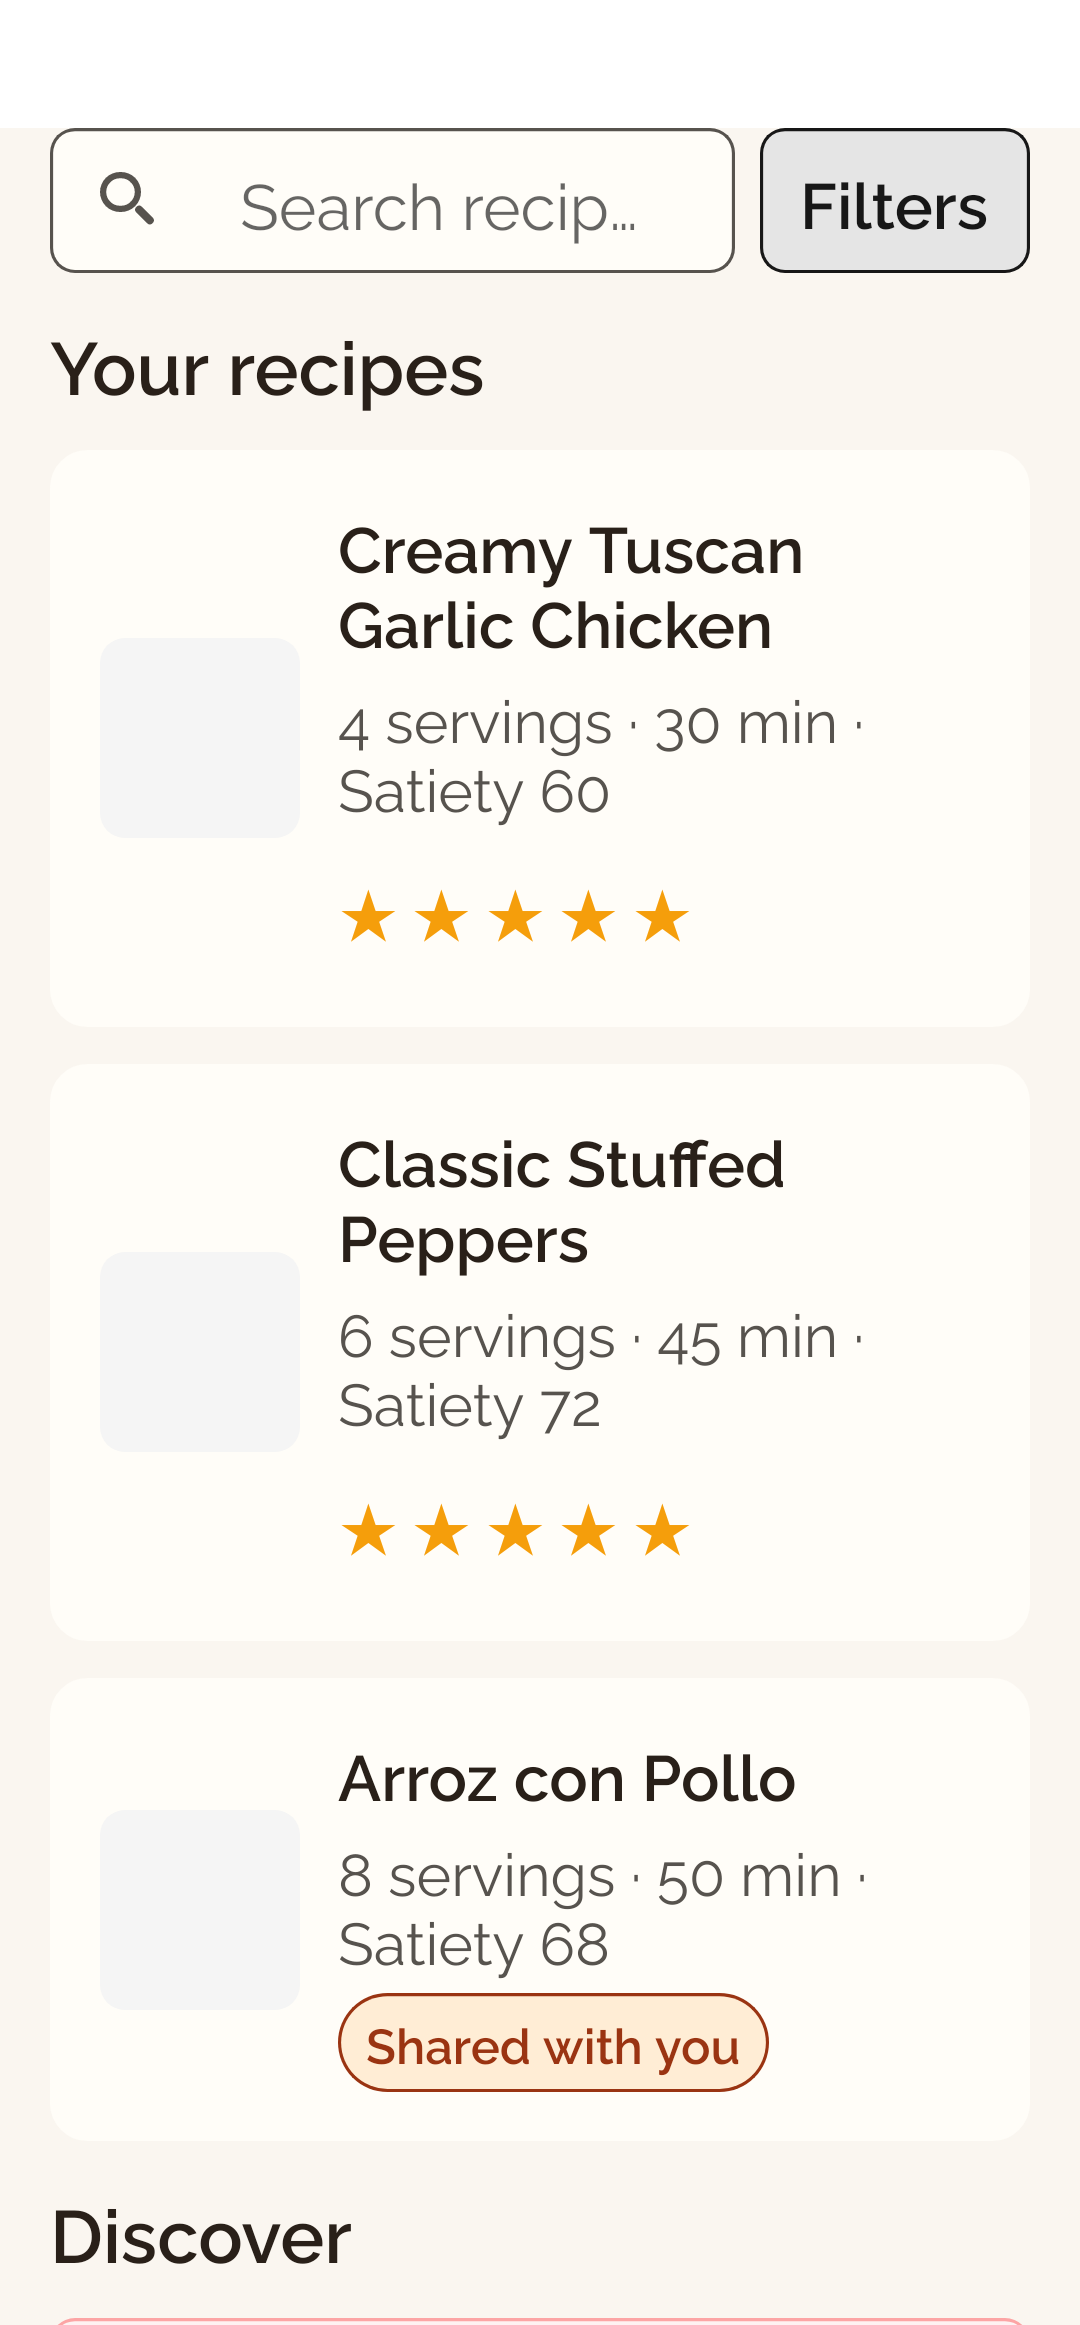 Search recip...
Filters
Your recipes
Creamy Tuscan
Garlic Chicken
4 servings · 30 min ·
Satiety 60
★ ★ ★ ★ ★
Classic Stuffed
Peppers
6 servings · 45 min ·
Satiety 72
★ ★ ★ ★ ★
Arroz con Pollo
8 servings · 50 min ·
Satiety 68
Shared with you
Discover